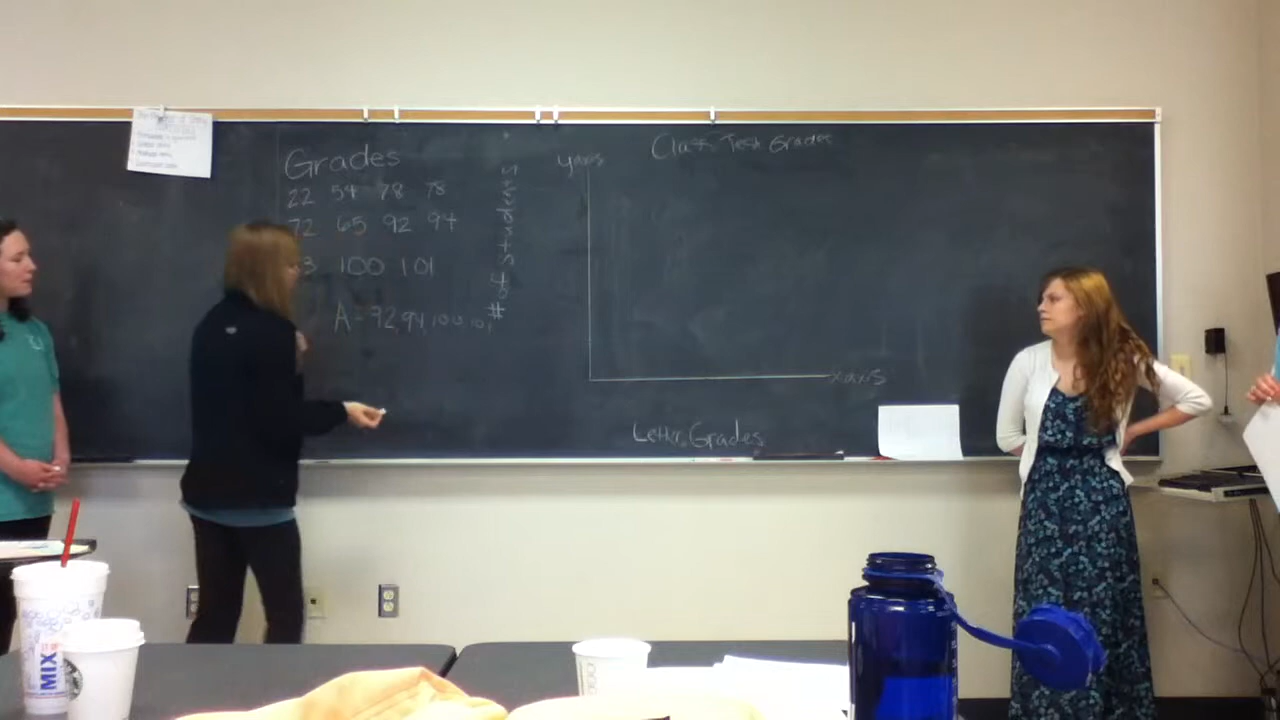 Grades
22 54 78 78
72 65 92 94
3 100 101
A = 92, 94, 100, 101
# of students
y axis
Class Test Grades
x axis
Letter Grades
MIX